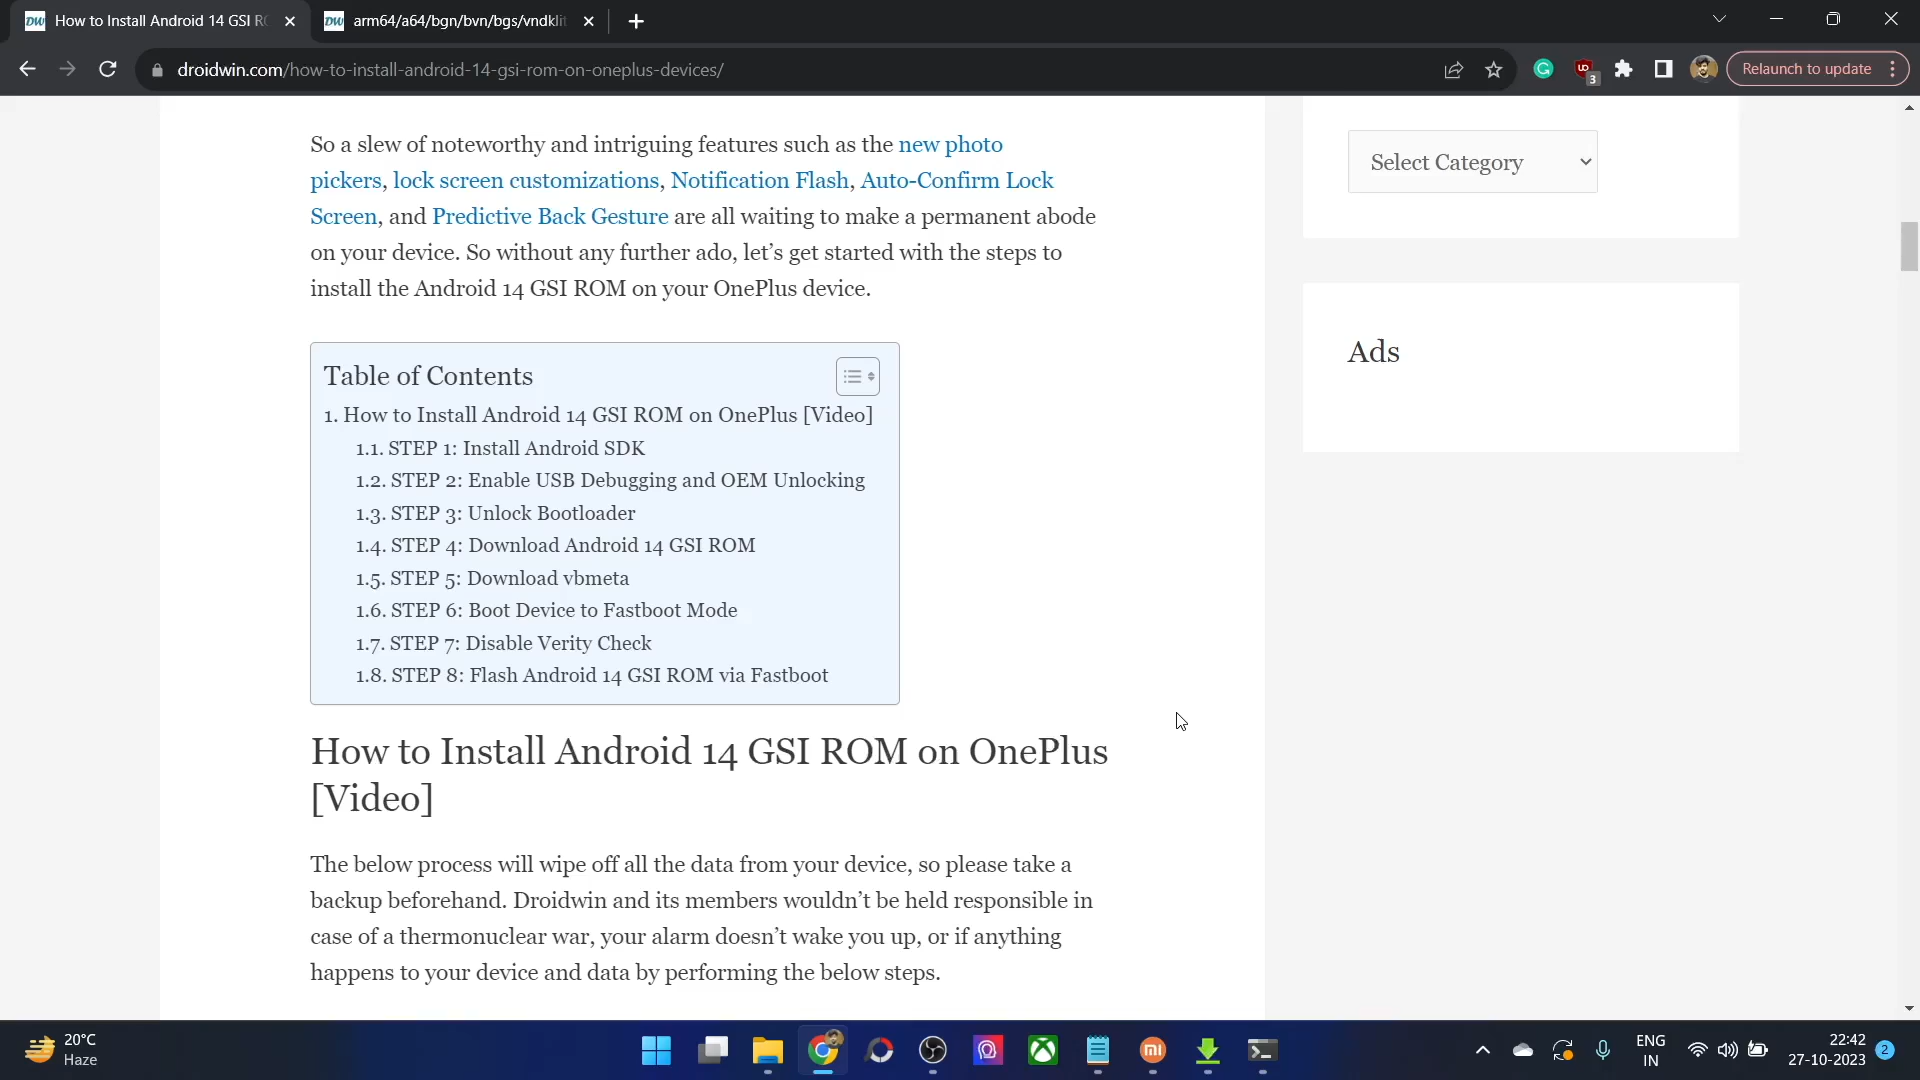 How to Install Android 14 GSI R
arm64/a64/bgn/bvn/bgs/vndklit
droidwin.com/how-to-install-android-14-gsi-rom-on-oneplus-devices/
3
Relaunch to update
So a slew of noteworthy and intriguing features such as the new photo
pickers, lock screen customizations, Notification Flash, Auto-Confirm Lock
Screen, and Predictive Back Gesture are all waiting to make a permanent abode
on your device. So without any further ado, let’s get started with the steps to
install the Android 14 GSI ROM on your OnePlus device.
Select Category
Ads
Table of Contents
1. How to Install Android 14 GSI ROM on OnePlus [Video]
1.1. STEP 1: Install Android SDK
1.2. STEP 2: Enable USB Debugging and OEM Unlocking
1.3. STEP 3: Unlock Bootloader
1.4. STEP 4: Download Android 14 GSI ROM
1.5. STEP 5: Download vbmeta
1.6. STEP 6: Boot Device to Fastboot Mode
1.7. STEP 7: Disable Verity Check
1.8. STEP 8: Flash Android 14 GSI ROM via Fastboot
How to Install Android 14 GSI ROM on OnePlus
[Video]
The below process will wipe off all the data from your device, so please take a
backup beforehand. Droidwin and its members wouldn’t be held responsible in
case of a thermonuclear war, your alarm doesn’t wake you up, or if anything
happens to your device and data by performing the below steps.
20°C
Haze
ENG
IN
22:42
27-10-2023
2